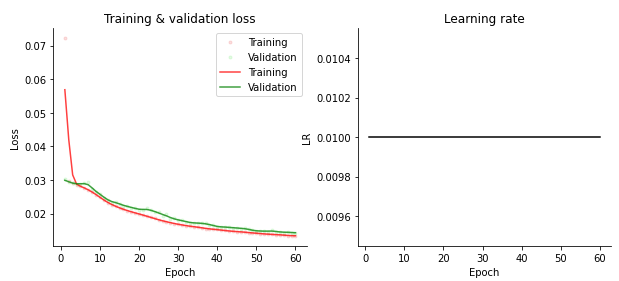 Training & validation loss
Learning rate
Training
Validation
Training
Validation
0.07
0.06
0.05
0.04
0.03
0.02
Loss
0 10 20 30 40 50 60
Epoch
0.0104
0.0102
0.0100
0.0098
0.0096
LR
0 10 20 30 40 50 60
Epoch